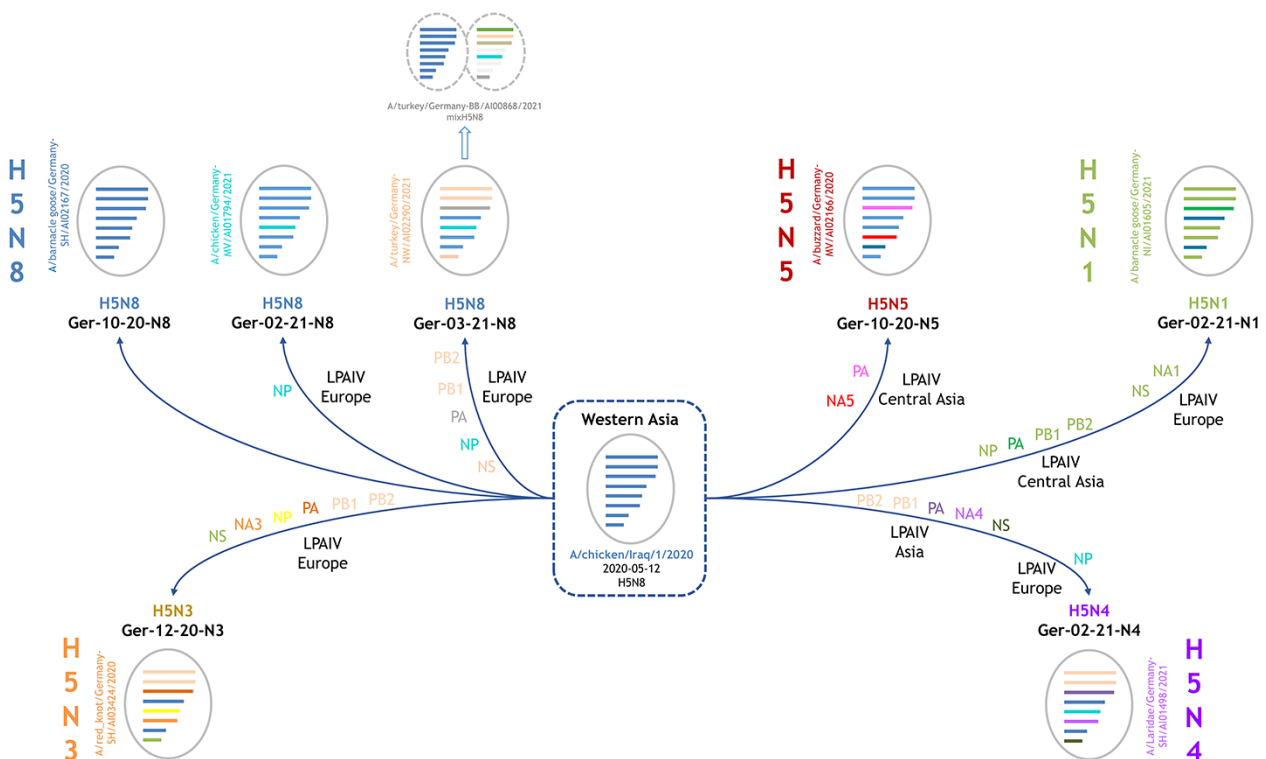 A/turkey/Germany-BB/AI00868/2021
mixH5N8
H
5
N
8
A/barnacle goose/Germany-
SH/AI02167/2020
A/chicken/Germany-
MV/AI01794/2021
A/turkey/Germany-
NW/AI02290/2021
H
5
N
5
A/buzzard/Germany-
MV/AI02166/2020
H
5
N
1
A/barnacle goose/Germany-
NI/AI01605/2021
H5N8
Ger-10-20-N8
H5N8
Ger-02-21-N8
H5N8
Ger-03-21-N8
H5N5
Ger-10-20-N5
H5N1
Ger-02-21-N1
NP
LPAIV
Europe
PB2
PB1
PA
NP
NS
LPAIV
Europe
PA
NA5
LPAIV
Central Asia
NA1
NS
LPAIV
Europe
NP PA PB1 PB2
LPAIV
Central Asia
Western Asia
A/chicken/Iraq/1/2020
2020-05-12
H5N8
NS NA3 NP PA PB1 PB2
LPAIV
Europe
PB2 PB1 PA NA4 NS
LPAIV
Asia
NP
LPAIV
Europe
H5N3
Ger-12-20-N3
H
5
N
3
A/red_knot/Germany-
SH/AI03424/2020
H5N4
Ger-02-21-N4
A/Laridae/Germany-
SH/AI01498/2021
H
5
N
4